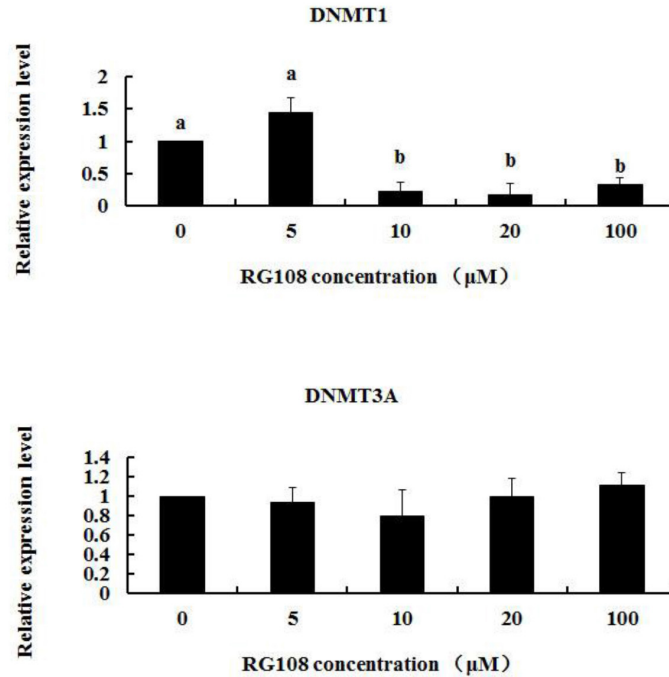 DNMT1
Relative expression level
2
1.5
1
0.5
0
a
a
b
b
b
0 5 10 20 100
RG108 concentration （μM）
DNMT3A
Relative expression level
1.4
1.2
1
0.8
0.6
0.4
0.2
0
0 5 10 20 100
RG108 concentration （μM）